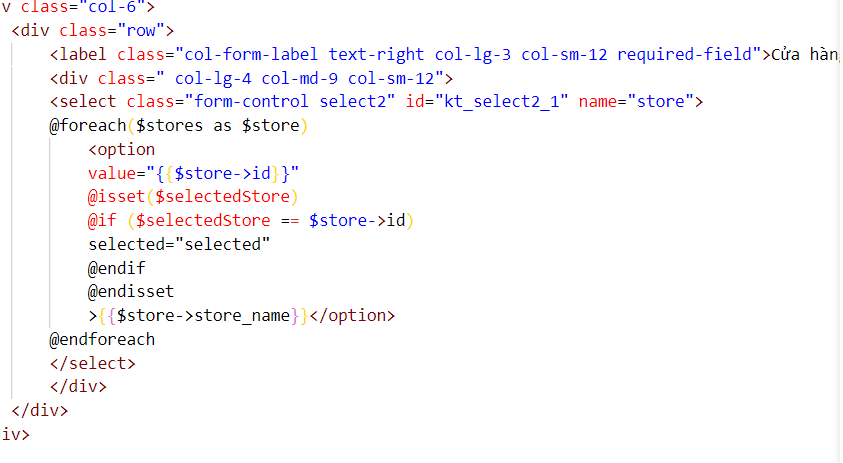 v class="col-6">
<div class="row">
<label class="col-form-label text-right col-lg-3 col-sm-12 required-field">Cửa hàn
<div class=" col-lg-4 col-md-9 col-sm-12">
<select class="form-control select2" id="kt_select2_1" name="store">
@foreach($stores as $store)
<option
value="{{$store->id}}"
@isset($selectedStore)
@if ($selectedStore == $store->id)
selected="selected"
@endif
@endisset
>{{$store->store_name}}</option>
@endforeach
</select>
</div>
</div>
iv>